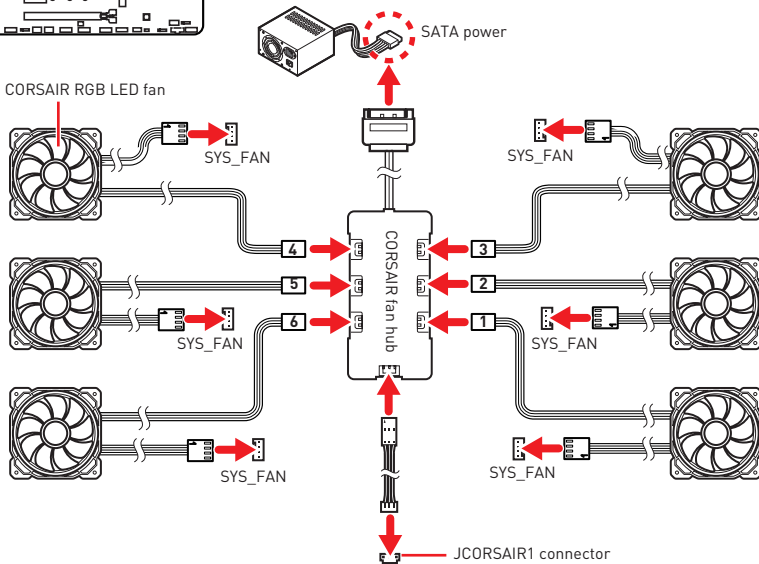 SATA power
CORSAIR RGB LED fan
SYS_FAN
SYS_FAN
4
3
CORSAIR fan hub
5
2
6
1
SYS_FAN
SYS_FAN
SYS_FAN
SYS_FAN
JCORSAIR1 connector